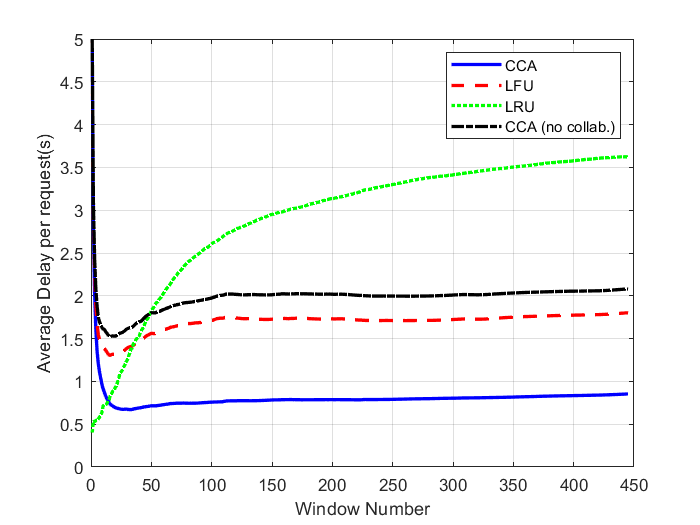 5
4.5
4
3.5
3
2.5
2
1.5
1
0.5
0
Average Delay per request(s)
CCA
LFU
LRU
CCA (no collab.)
0 50 100 150 200 250 300 350 400 450
Window Number